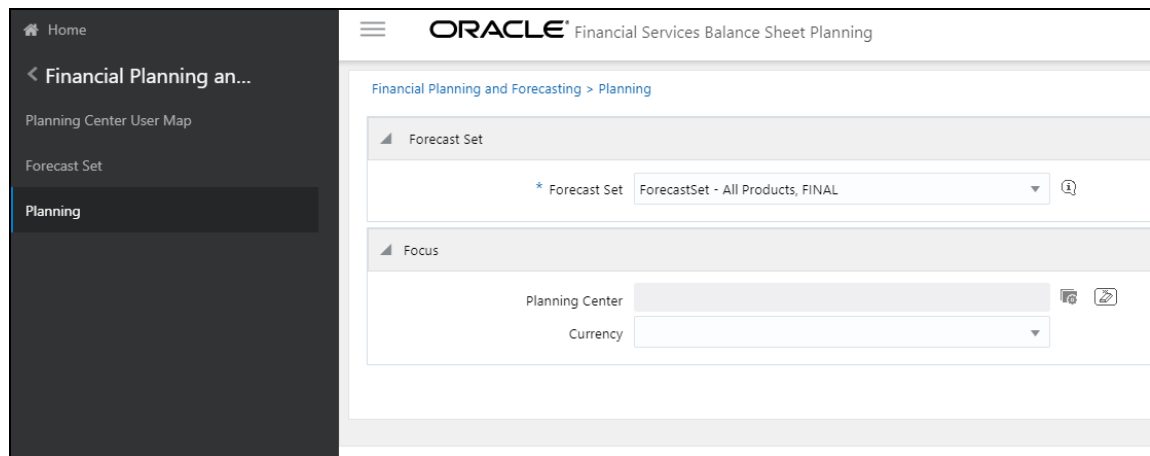 Home
Financial Planning an...
Planning Center User Map
Forecast Set
Planning
ORACLE® Financial Services Balance Sheet Planning
Financial Planning and Forecasting > Planning
Forecast Set
* Forecast Set ForecastSet - All Products, FINAL
Focus
Planning Center
Currency